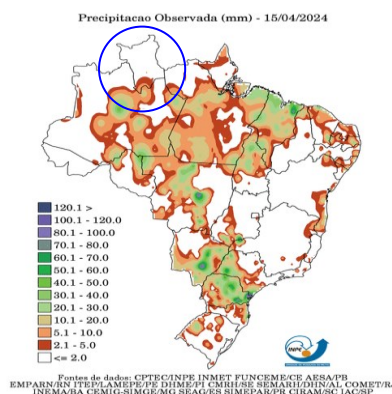 Precipitacao Observada (mm) - 15/04/2024
120.1 >
100.1 - 120.0
80.1 - 100.0
70.1 - 80.0
60.1 - 70.0
50.1 - 60.0
40.1 - 50.0
30.1 - 40.0
20.1 - 30.0
10.1 - 20.0
5.1 - 10.0
2.1 - 5.0
<= 2.0
INPE
Fontes de dados: CPTEC/INPE INMET FUNCEME/CE AESA/PB
EMPARN/RN ITEP/LAMEPE/PE DHME/PI CMRH/SE SEMARH/DHN/AL COMET/R
INEMA/BA CEMIG-SIMGE/MG SEAG/ES SIMEPAR/PR CIRAM/SC IAC/SP